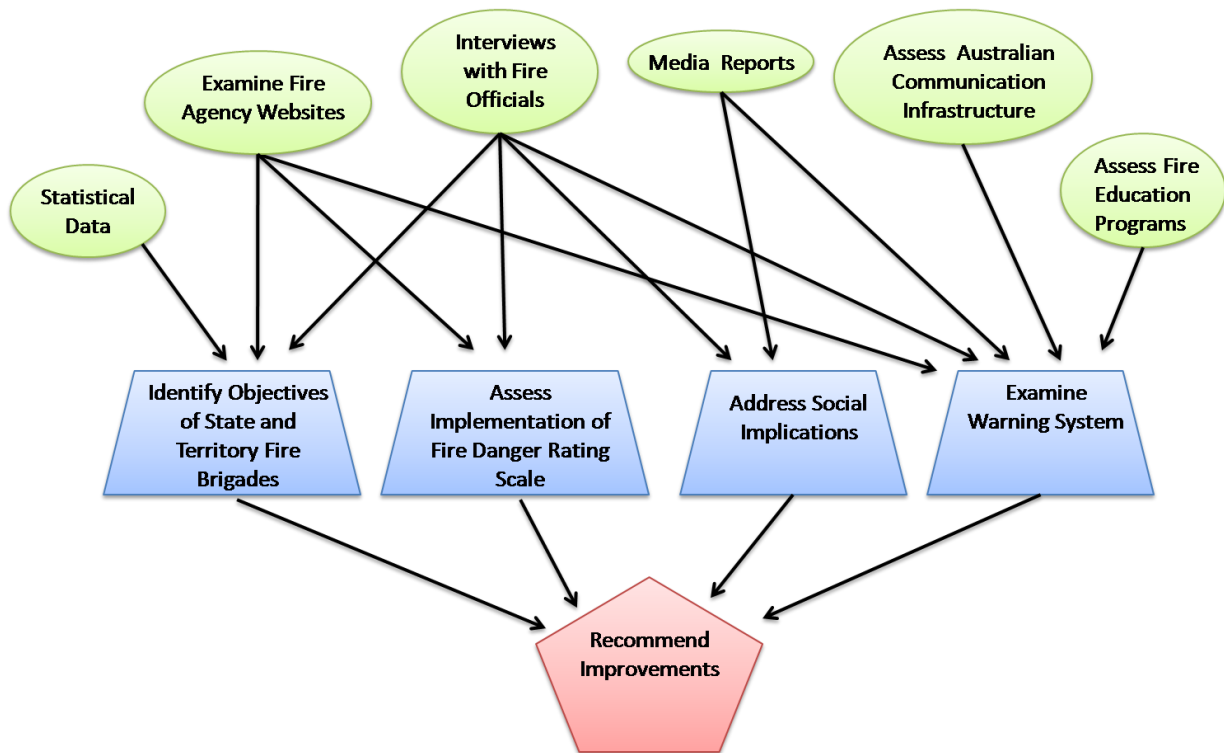 Statistical
Data
Examine Fire
Agency Websites
Interviews
with Fire
Officials
Media Reports
Assess Australian
Communication
Infrastructure
Assess Fire
Education
Programs
Identify Objectives
of State and
Territory Fire
Brigades
Assess
Implementation of
Fire Danger Rating
Scale
Address Social
Implications
Examine
Warning System
Recommend
Improvements